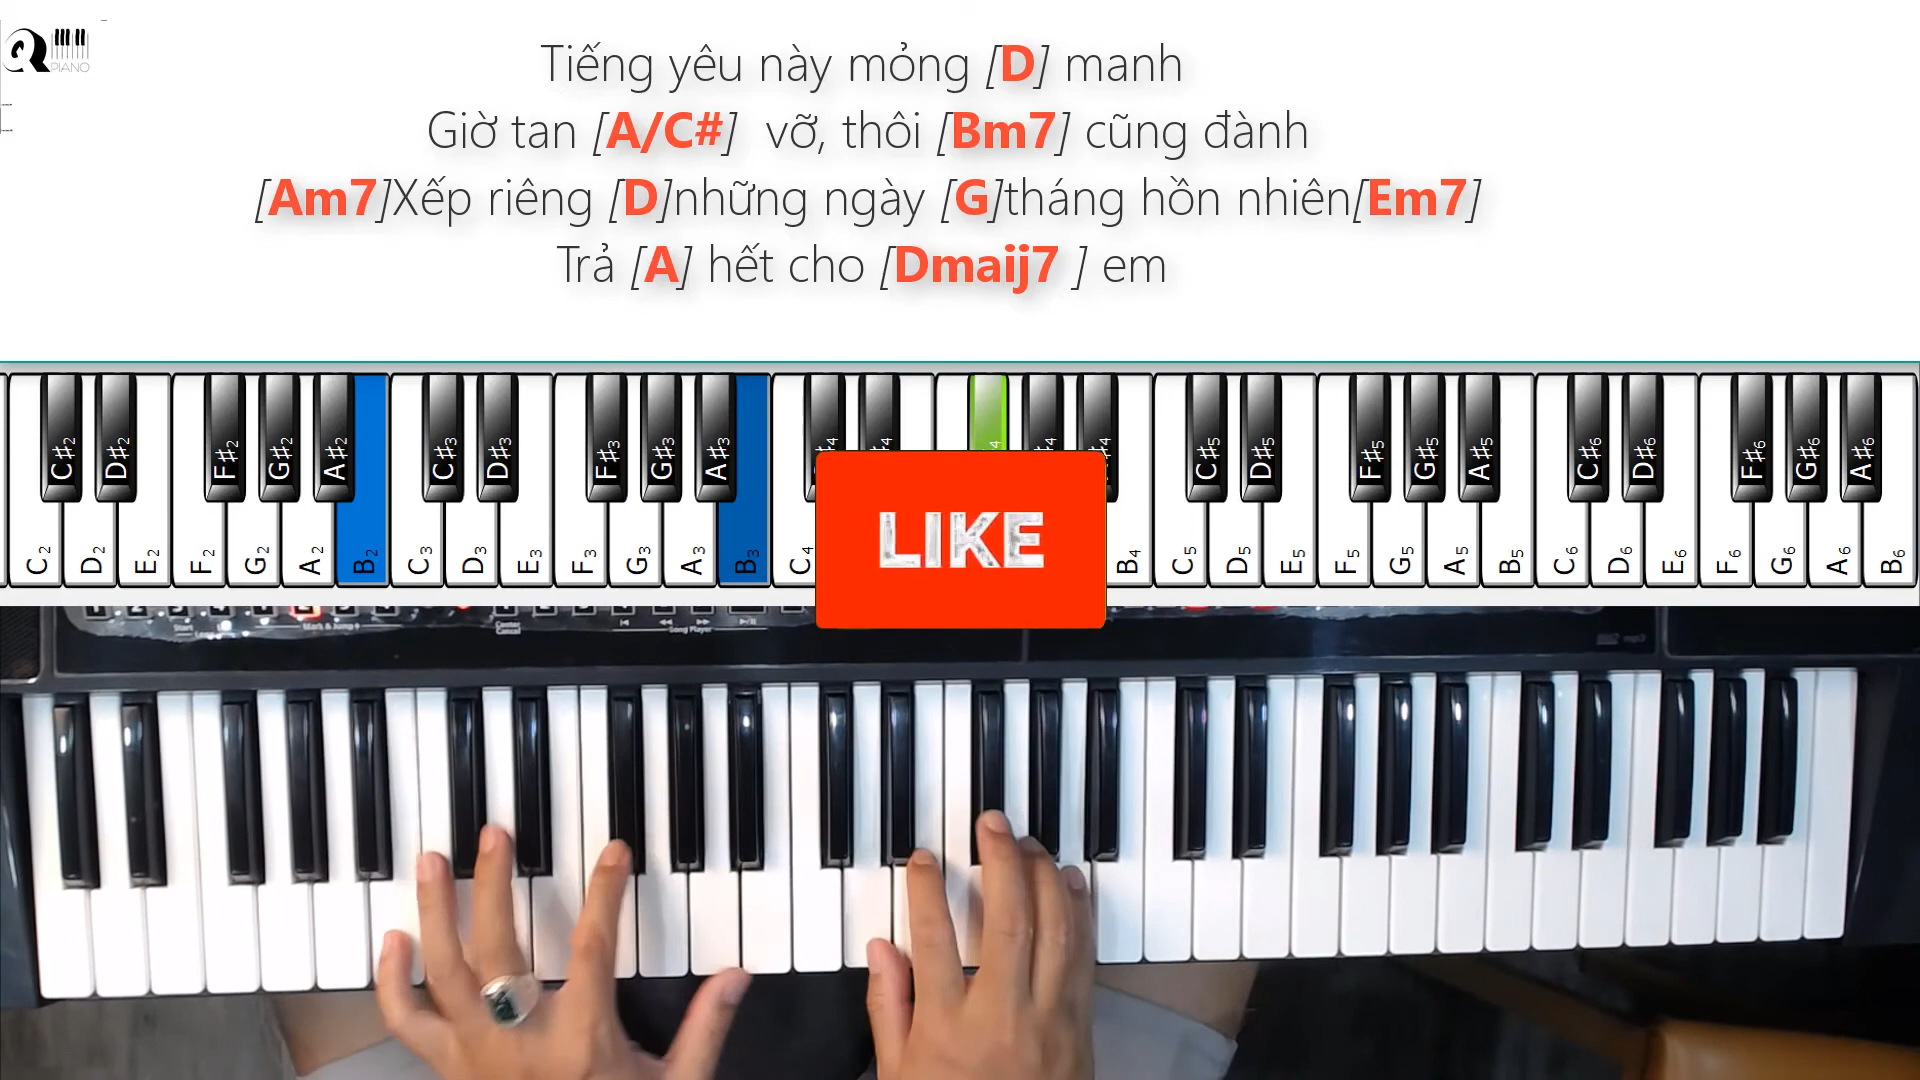 Q PIANO
Tiếng yêu này mỏng [D] manh
Giờ tan [A/C#] vỡ, thôi [Bm7] cũng đành
[Am7]Xếp riêng [D]những ngày [G]tháng hồn nhiên[Em7]
Trả [A] hết cho [Dmaij7 ] em
C#2 D#2 F#2 G#2 A#2 C#3 D#3 F#3 G#3 A#3 C#5 D#5 F#5 G#5 A#5 C#6 D#6 F#6 G#6 A#6
LIKE
C2 D2 E2 F2 G2 A2 B2 C3 D3 E3 F3 G3 A3 B3 C4 B4 C5 D5 E5 F5 G5 A5 B5 C6 D6 E6 F6 G6 A6 B6
Song Player